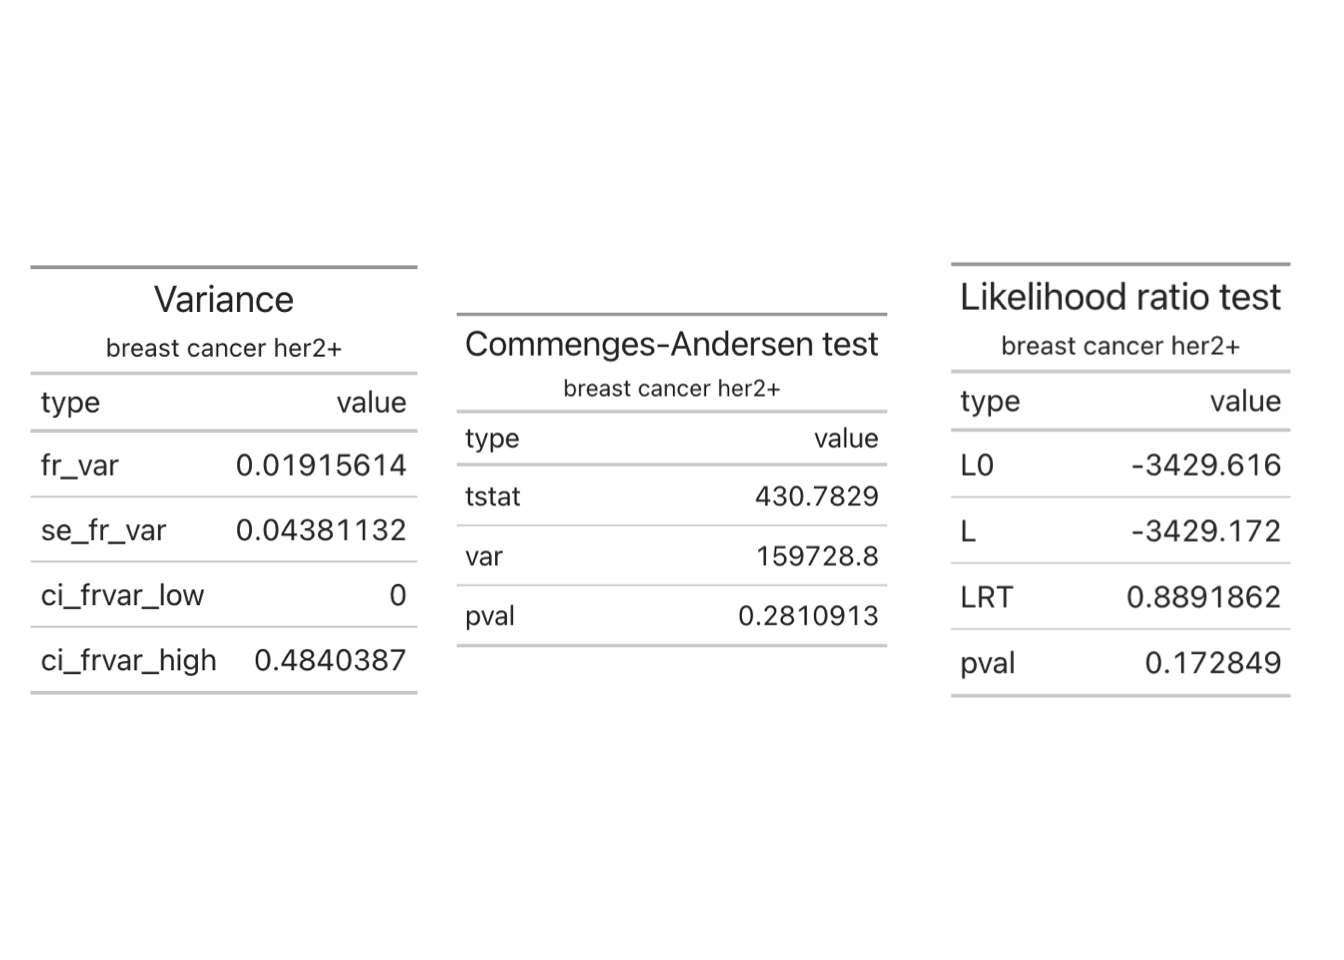 Variance
breast cancer her2+
type value
fr_var 0.01915614
se_fr_var 0.04381132
ci_frvar_low 0
ci_frvar_high 0.4840387
Commenges-Andersen test
breast cancer her2+
type value
tstat 430.7829
var 159728.8
pval 0.2810913
Likelihood ratio test
breast cancer her2+
type value
L0 -3429.616
L -3429.172
LRT 0.8891862
pval 0.172849